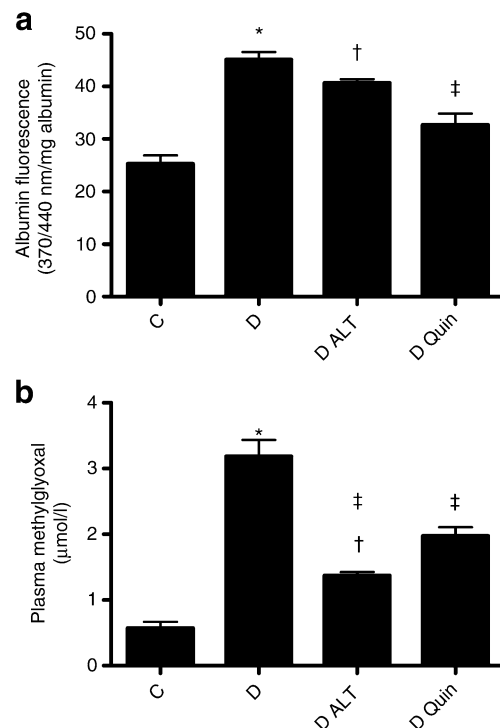 a
Albumin fluorescence
(370/440 nm/mg albumin)
50
40
30
20
10
0
*
†
‡
C
D
D ALT
D Quin
b
Plasma methylglyoxal
(μmol/l)
4
3
2
1
0
*
‡
†
‡
C
D
D ALT
D Quin